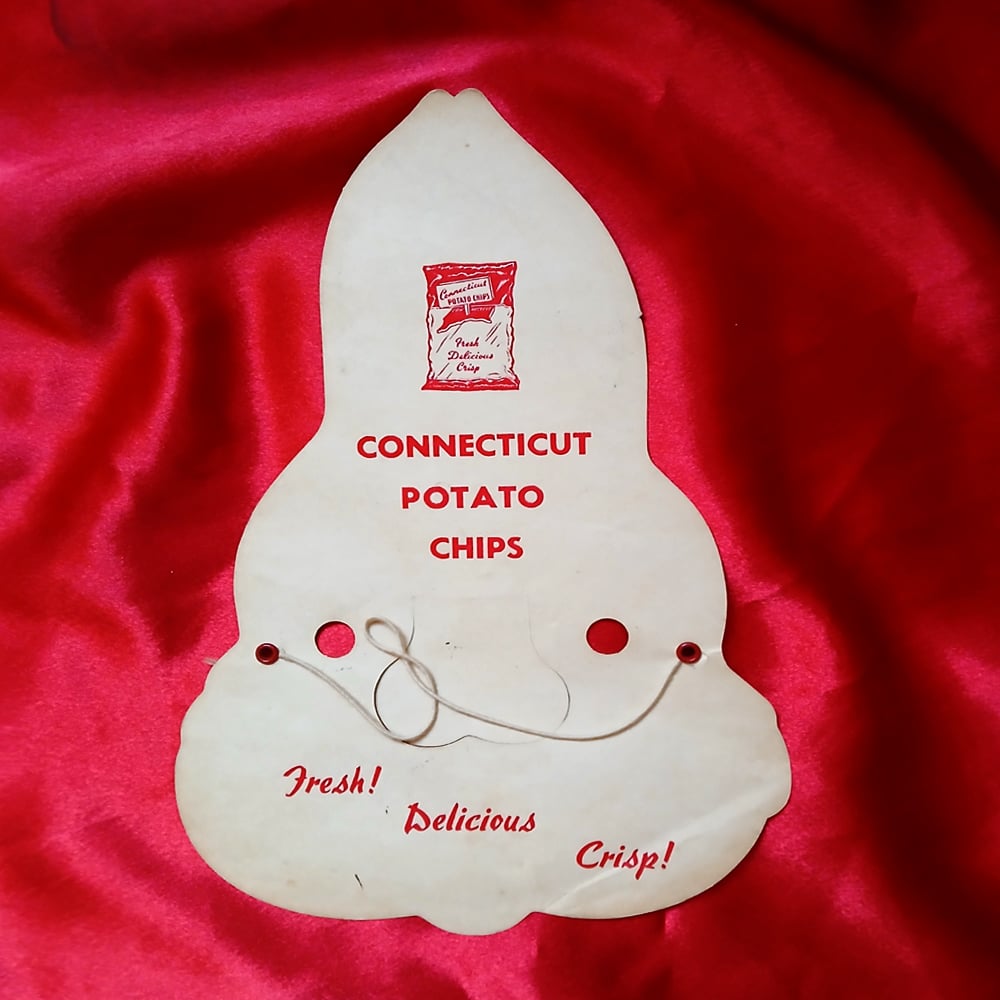 Connecticut
POTATO CHIPS
Fresh
Delicious
Crisp
CONNECTICUT
POTATO
CHIPS
Fresh!
Delicious
Crisp!